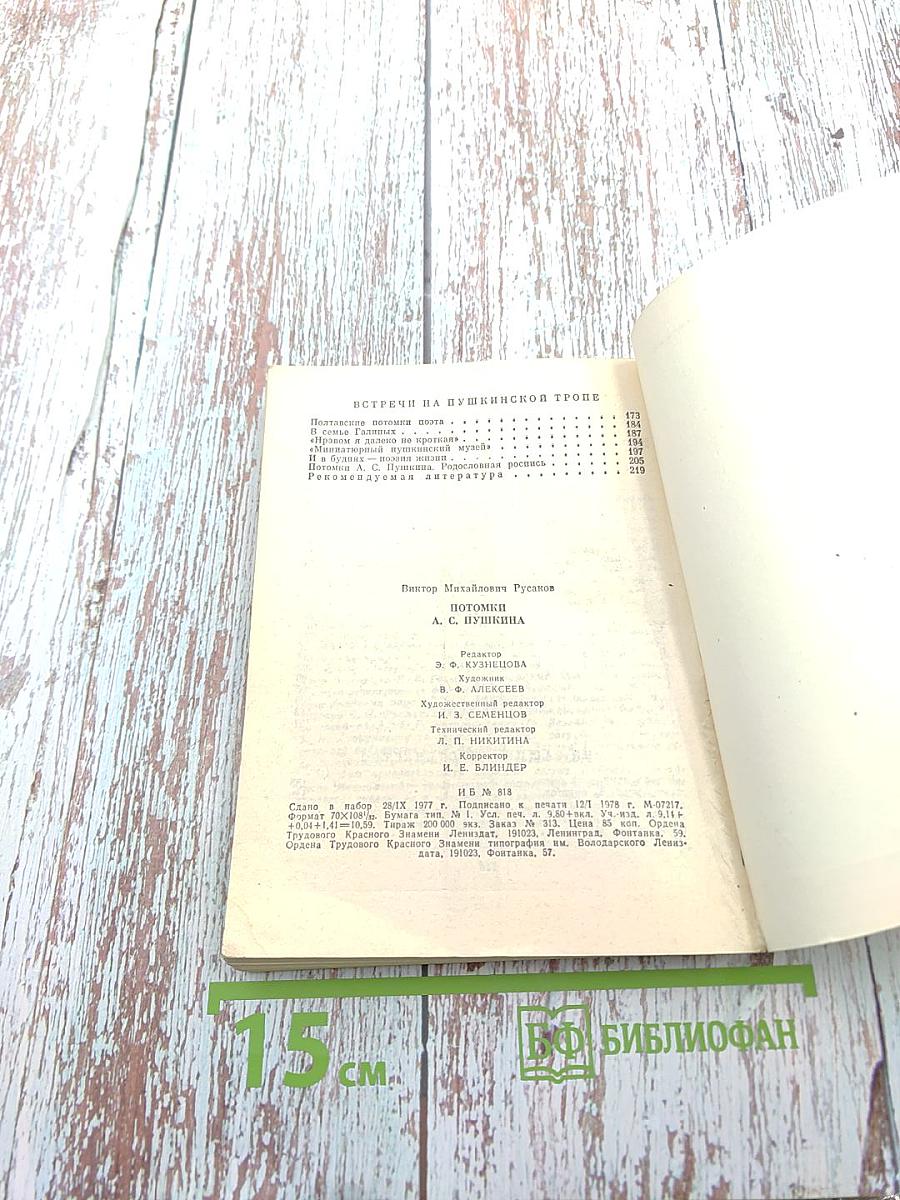 ВСТРЕЧИ НА ПУШКИНСКОЙ ТРОПЕ
Полтавские потомки поэта . . . . . . . . . . . . . . . 173
В семье Галиных . . . . . . . . . . . . . . . . . . 184
«Нравом я далеко не кроткая» . . . . . . . . . . . . . 187
«Миниатюрный пушкинский музей» . . . . . . . . . . . 194
И в буднях — поэзия жизни . . . . . . . . . . . . . . 197
Потомки А. С. Пушкина. Родословная роспись . . . . . . 205
Рекомендуемая литература . . . . . . . . . 219
Виктор Михайлович Русаков
ПОТОМКИ
А. С. ПУШКИНА
Редактор
Э. Ф. КУЗНЕЦОВА
Художник
В. Ф. АЛЕКСЕЕВ
Художественный редактор
И. З. СЕМЕНЦОВ
Технический редактор
Л. П. НИКИТИНА
Корректор
И. Е. БЛИНДЕР
ИБ № 818
Сдано в набор 28/IX 1977 г. Подписано к печати 12/I 1978 г. М-07217.
Формат 70×108¹/₃₂. Бумага тип. № 1. Усл. печ. л. 9,80+вкл. Уч.-изд. л. 9,14+
+0,04+1,41=10,59. Тираж 200 000 экз. Заказ № 313. Цена 85 коп. Ордена
Трудового Красного Знамени Лениздат, 191023, Ленинград, Фонтанка, 59.
Ордена Трудового Красного Знамени типография им. Володарского Лениз-
дата, 191023, Фонтанка, 57.
15 см
БФ БИБЛИОФАН